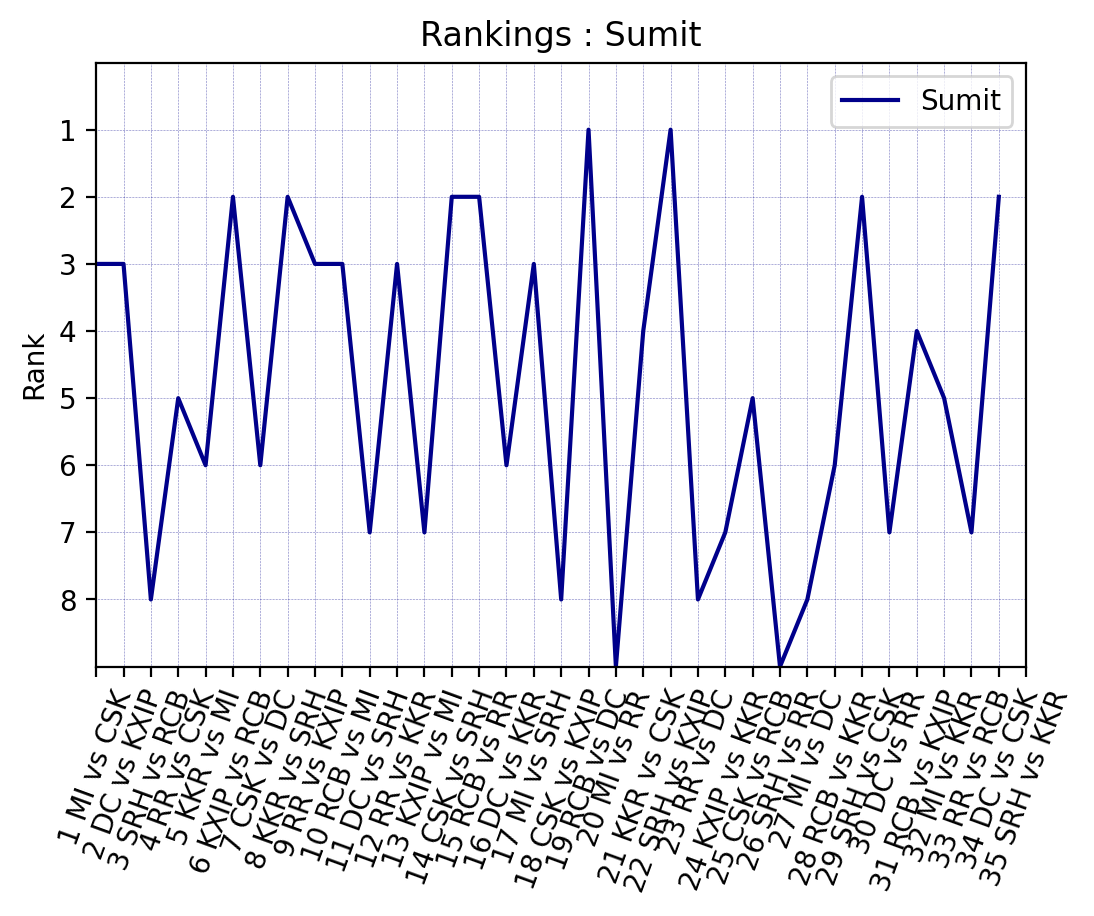 Rankings : Sumit
Sumit
Rank
1
2
3
4
5
6
7
8
1 MI vs CSK
2 DC vs KXIP
3 SRH vs RCB
4 RR vs CSK
5 KKR vs MI
6 KXIP vs RCB
7 CSK vs DC
8 KKR vs SRH
9 RR vs KXIP
10 RCB vs MI
11 DC vs SRH
12 RR vs KKR
13 KXIP vs MI
14 CSK vs SRH
15 RCB vs RR
16 DC vs KKR
17 MI vs SRH
18 CSK vs KXIP
19 RCB vs DC
20 MI vs RR
21 KKR vs CSK
22 SRH vs KXIP
23 RR vs DC
24 KXIP vs KKR
25 CSK vs RCB
26 SRH vs RR
27 MI vs DC
28 RCB vs KKR
29 SRH vs CSK
30 DC vs RR
31 RCB vs KXIP
32 MI vs KKR
33 RR vs RCB
34 DC vs CSK
35 SRH vs KKR